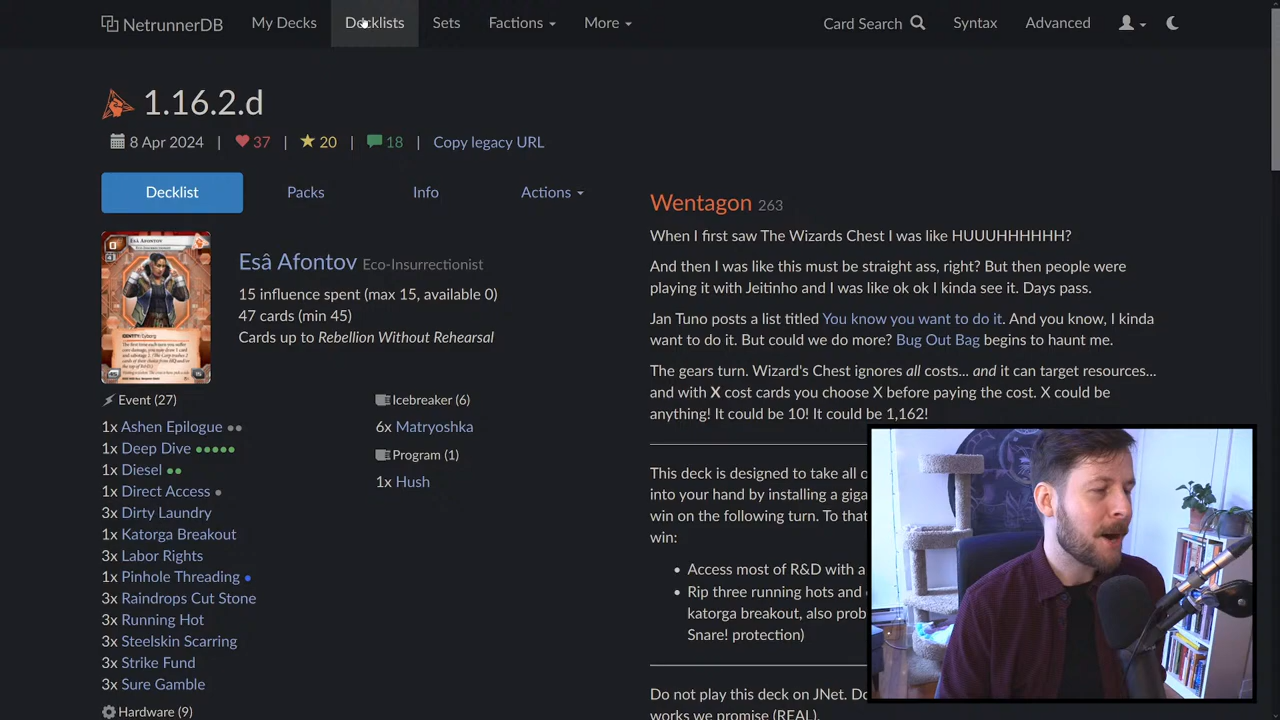 NetrunnerDB My Decks Decklists Sets Factions More Card Search Syntax Advanced
1.16.2.d
8 Apr 2024 | 37 | 20 | 18 | Copy legacy URL
Decklist Packs Info Actions
Esâ Afontov Eco-Insurrectionist
15 influence spent (max 15, available 0)
47 cards (min 45)
Cards up to Rebellion Without Rehearsal
Event (27)
1x Ashen Epilogue
1x Deep Dive
1x Diesel
1x Direct Access
3x Dirty Laundry
1x Katorga Breakout
3x Labor Rights
1x Pinhole Threading
3x Raindrops Cut Stone
3x Running Hot
3x Steelskin Scarring
3x Strike Fund
3x Sure Gamble
Hardware (9)
Icebreaker (6)
6x Matryoshka
Program (1)
1x Hush
Wentagon 263
When I first saw The Wizards Chest I was like HUUUHHHHHH?
And then I was like this must be straight ass, right? But then people were
playing it with Jeitinho and I was like ok ok I kinda see it. Days pass.
Jan Tuno posts a list titled You know you want to do it. And you know, I kinda
want to do it. But could we do more? Bug Out Bag begins to haunt me.
The gears turn. Wizard's Chest ignores all costs... and it can target resources...
and with X cost cards you choose X before paying the cost. X could be
anything! It could be 10! It could be 1,162!
This deck is designed to take all o
into your hand by installing a giga
win on the following turn. To that
win:
• Access most of R&D with a
• Rip three running hots and
katorga breakout, also prob
Snare! protection)
Do not play this deck on JNet. Do
works we promise (REAL).